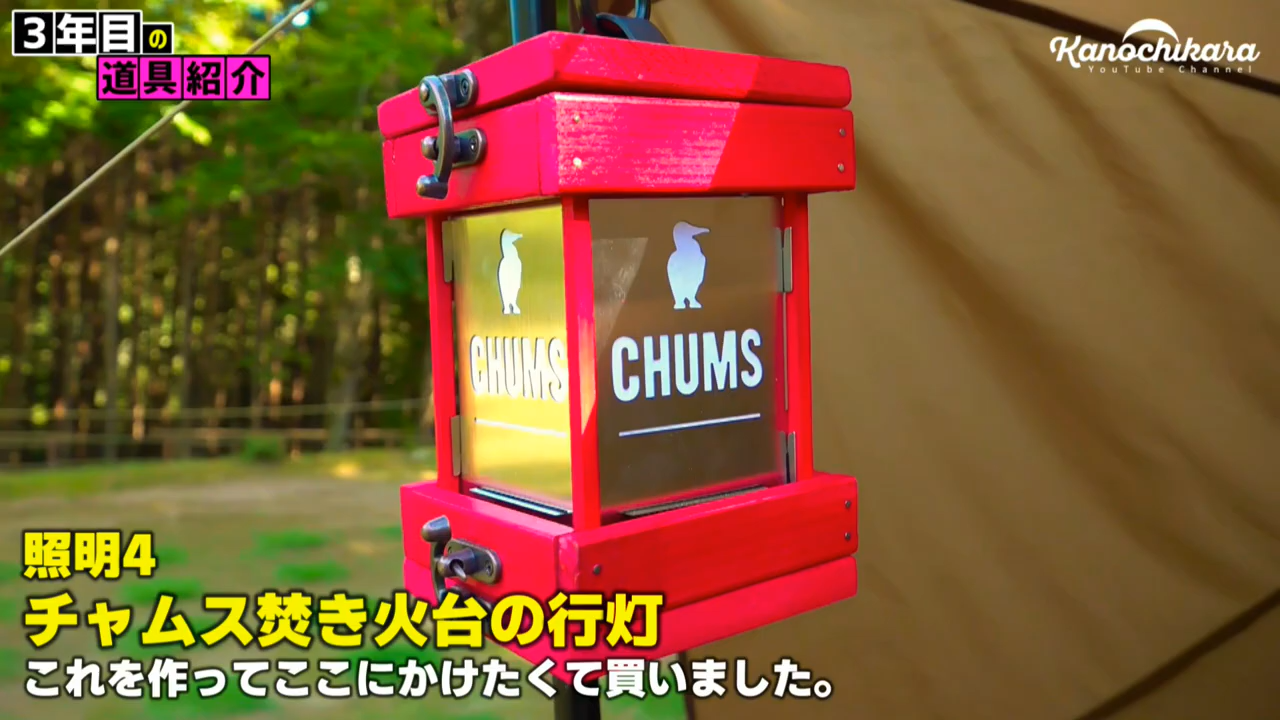 3年目の
道具紹介
Kanochikara
YouTube Channel
CHUMS
CHUMS
照明4
チャムス焚き火台の行灯
これを作ってここにかけたくて買いました。